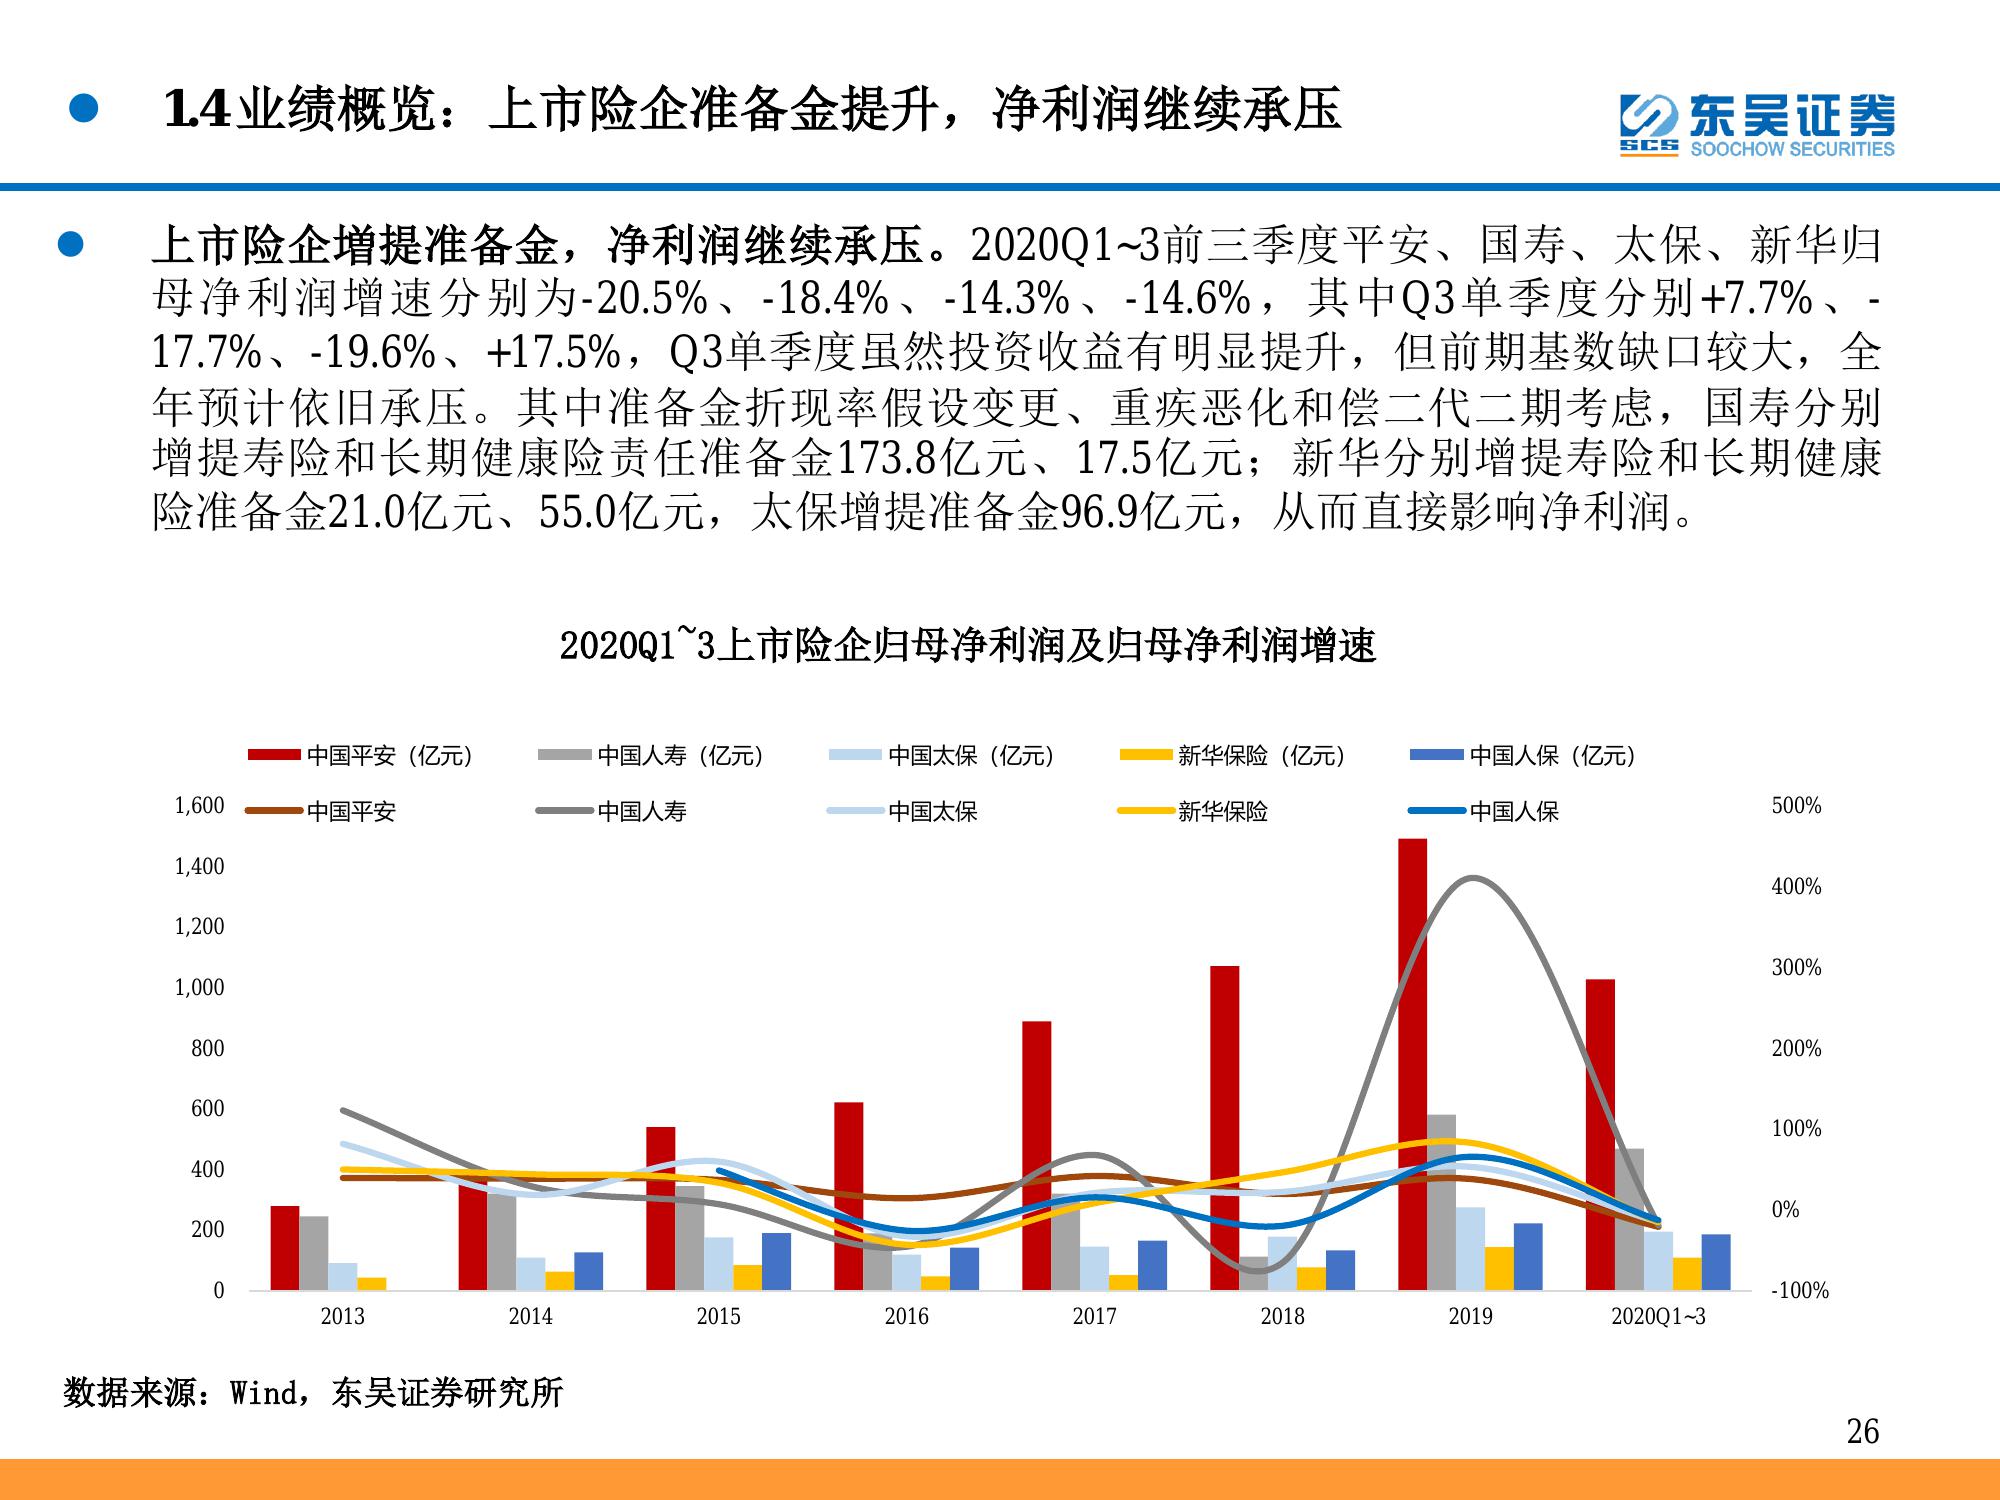 1.4业绩概览：上市险企准备金提升，净利润继续承压
东吴证券
SCS
SOOCHOW SECURITIES
上市险企增提准备金，净利润继续承压。2020Q1~3前三季度平安、国寿、太保、新华归
母净利润增速分别为-20.5%、-18.4%、-14.3%、-14.6%，其中Q3单季度分别+7.7%、-
17.7%、-19.6%、+17.5%，Q3单季度虽然投资收益有明显提升，但前期基数缺口较大，全
年预计依旧承压。其中准备金折现率假设变更、重疾恶化和偿二代二期考虑，国寿分别
增提寿险和长期健康险责任准备金173.8亿元、17.5亿元；新华分别增提寿险和长期健康
险准备金21.0亿元、55.0亿元，太保增提准备金96.9亿元，从而直接影响净利润。
2020Q1~3上市险企归母净利润及归母净利润增速
中国平安（亿元） 中国人寿（亿元） 中国太保（亿元） 新华保险（亿元） 中国人保（亿元）
中国平安 中国人寿 中国太保 新华保险 中国人保
1,600
1,400
1,200
1,000
800
600
400
200
0
500%
400%
300%
200%
100%
0%
-100%
2013 2014 2015 2016 2017 2018 2019 2020Q1~3
数据来源：Wind，东吴证券研究所
26